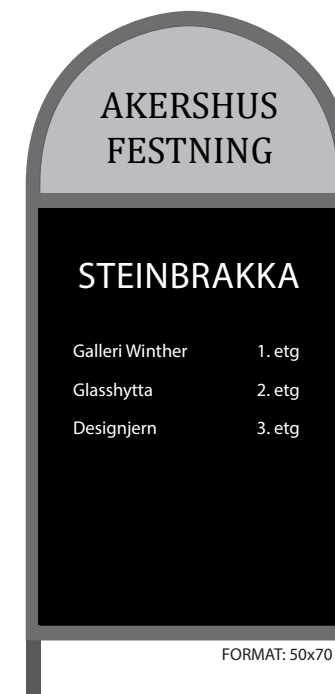 AKERSHUS
FESTNING
STEINBRAKKA
Galleri Winther 1. etg
Glasshytta 2. etg
Designjern 3. etg
FORMAT: 50x70